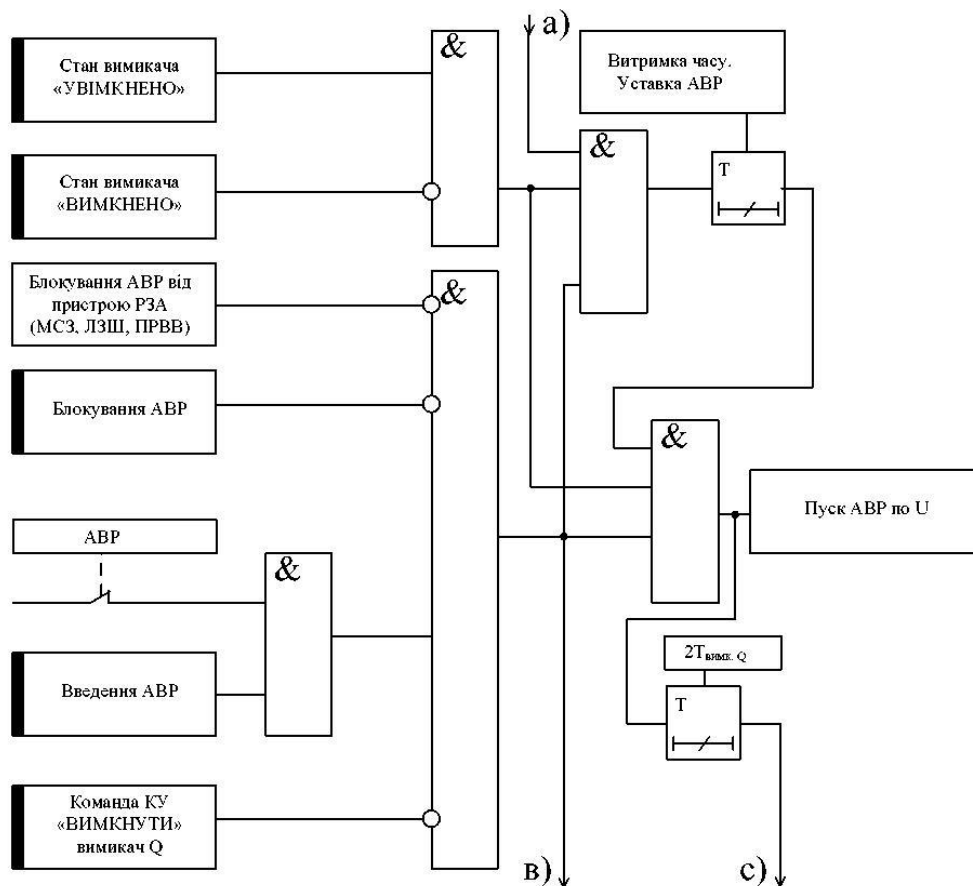 Стан вимикача
«УВІМКНЕНО»
&
а)
Витримка часу.
Уставка АВР
&
T
Стан вимикача
«ВИМКНЕНО»
Блокування АВР від
пристрою РЗА
(МСЗ, ЛЗШ, ПРВВ)
&
Блокування АВР
&
Пуск АВР по U
АВР
&
2Tвимк. Q
T
Введення АВР
Команда КУ
«ВИМКНУТИ»
вимикач Q
в)
с)